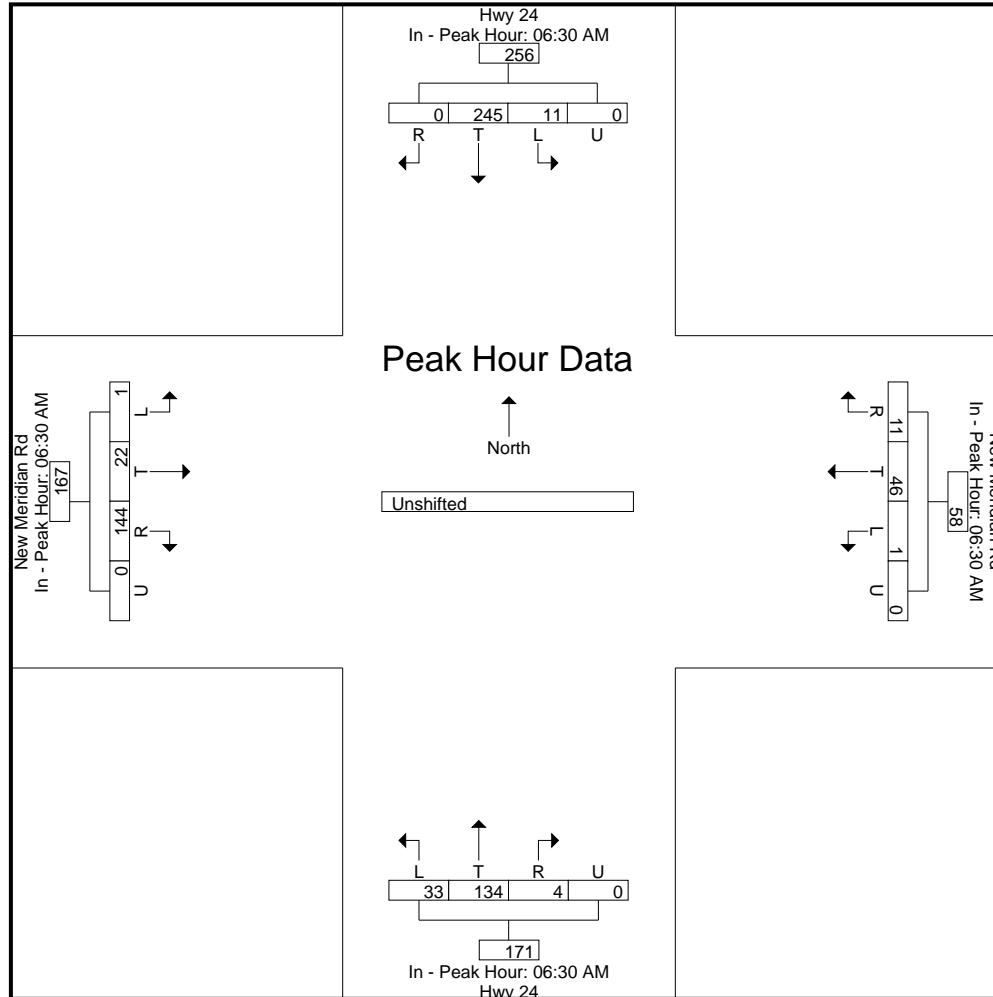 Hwy 24
In - Peak Hour: 06:30 AM
256
0 245 11 0
R T L U
Peak Hour Data
North
Unshifted
New Meridian Rd
In - Peak Hour: 06:30 AM
167
1 22 144 0
L T R U
In - Peak Hour: 06:30 AM
58
11 46 1 0
R T L U
L T R U
33 134 4 0
171
In - Peak Hour: 06:30 AM
Hwy 24